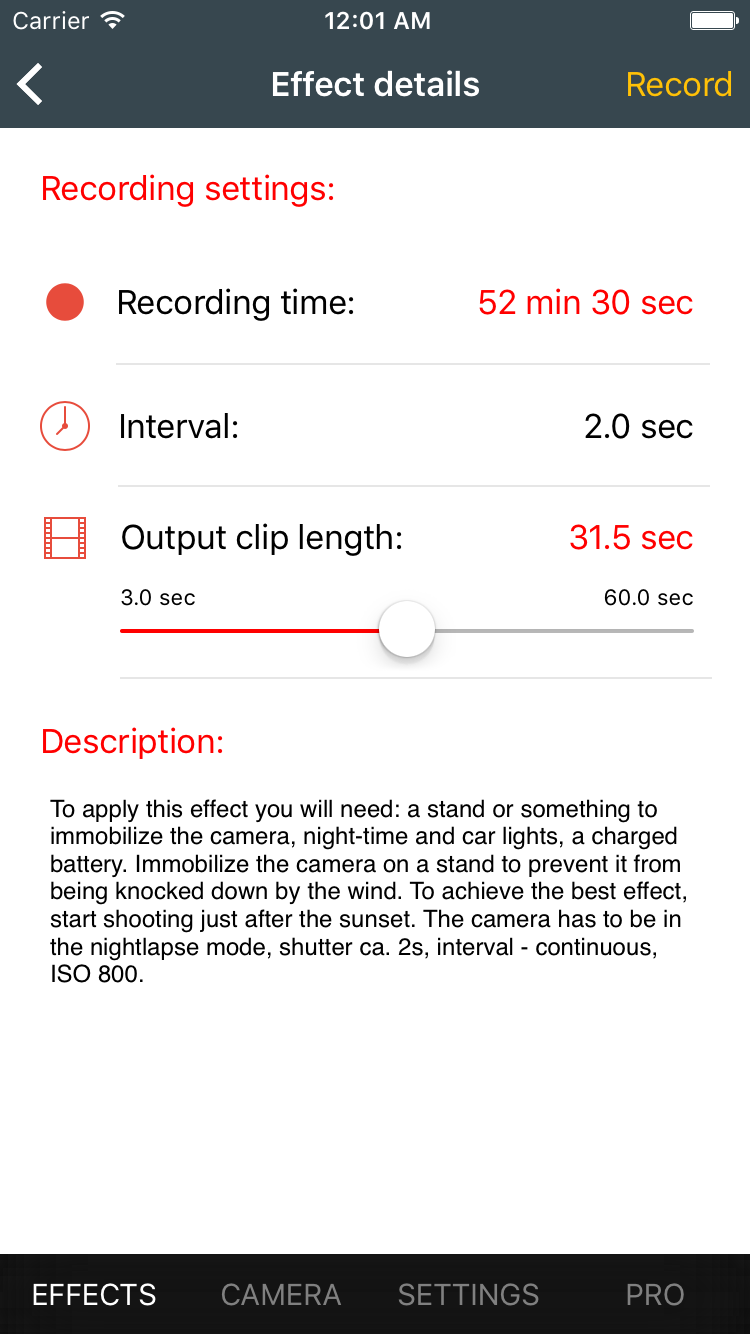 Carrier 12:01 AM
Effect details Record
Recording settings:
Recording time: 52 min 30 sec
Interval: 2.0 sec
Output clip length: 31.5 sec
3.0 sec 60.0 sec
Description:
To apply this effect you will need: a stand or something to
immobilize the camera, night-time and car lights, a charged
battery. Immobilize the camera on a stand to prevent it from
being knocked down by the wind. To achieve the best effect,
start shooting just after the sunset. The camera has to be in
the nightlapse mode, shutter ca. 2s, interval - continuous,
ISO 800.
EFFECTS CAMERA SETTINGS PRO